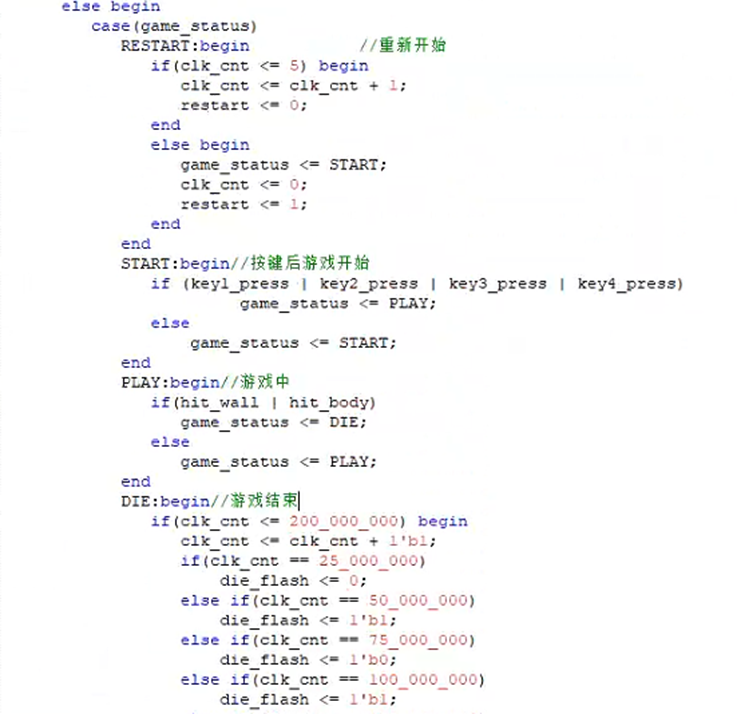 else begin
case(game_status)
RESTART:begin //重新开始
if(clk_cnt <= 5) begin
clk_cnt <= clk_cnt + 1;
restart <= 0;
end
else begin
game_status <= START;
clk_cnt <= 0;
restart <= 1;
end
end
START:begin//按键后游戏开始
if (key1_press | key2_press | key3_press | key4_press)
game_status <= PLAY;
else
game_status <= START;
end
PLAY:begin//游戏中
if(hit_wall | hit_body)
game_status <= DIE;
else
game_status <= PLAY;
end
DIE:begin//游戏结束
if(clk_cnt <= 200_000_000) begin
clk_cnt <= clk_cnt + 1'b1;
if(clk_cnt == 25_000_000)
die_flash <= 0;
else if(clk_cnt == 50_000_000)
die_flash <= 1'b1;
else if(clk_cnt == 75_000_000)
die_flash <= 1'b0;
else if(clk_cnt == 100_000_000)
die_flash <= 1'b1;